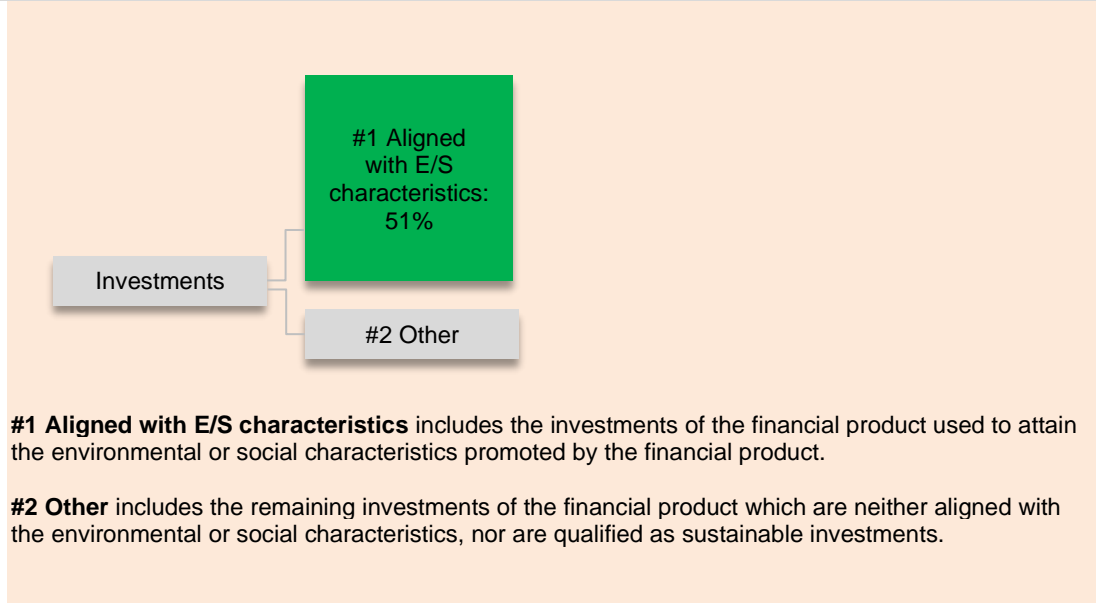 #1 Aligned
with E/S
characteristics:
51%
Investments
#2 Other
#1 Aligned with E/S characteristics includes the investments of the financial product used to attain
the environmental or social characteristics promoted by the financial product.
#2 Other includes the remaining investments of the financial product which are neither aligned with
the environmental or social characteristics, nor are qualified as sustainable investments.